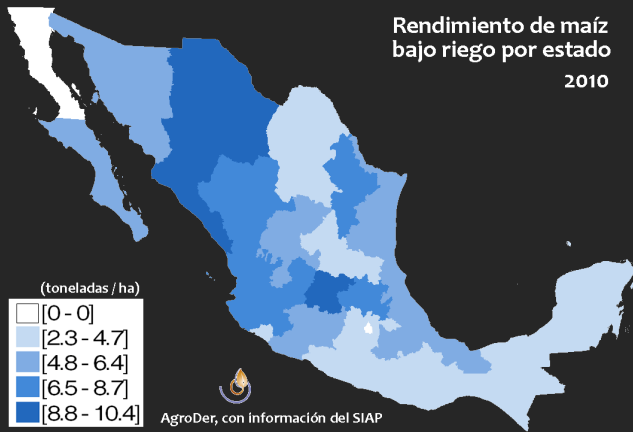 Rendimiento de maíz
bajo riego por estado
2010
(toneladas / ha)
[0 - 0]
[2.3 - 4.7]
[4.8 - 6.4]
[6.5 - 8.7]
[8.8 - 10.4]
AgroDer, con información del SIAP